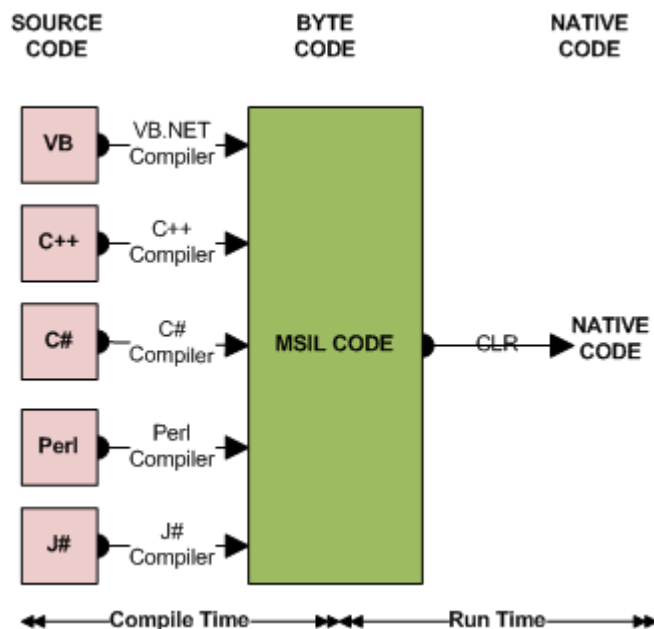 SOURCE CODE
BYTE CODE
NATIVE CODE
VB
VB.NET Compiler
C++
C++ Compiler
C#
C# Compiler
MSIL CODE
CLR
NATIVE CODE
Perl
Perl Compiler
J#
J# Compiler
Compile Time
Run Time